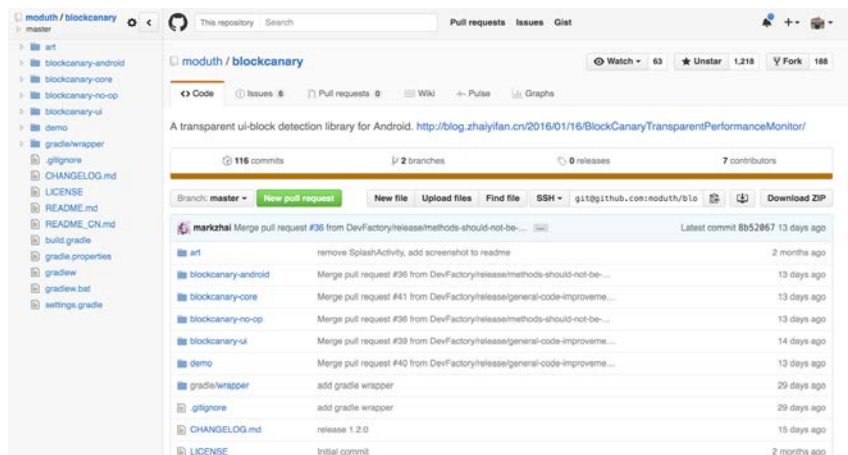 moduth / blockcanary
master
art
blockcanary-android
blockcanary-core
blockcanary-no-op
blockcanary-ui
demo
gradle/wrapper
.gitignore
CHANGELOG.md
LICENSE
README.md
README_CN.md
build.gradle
gradle.properties
gradlew
gradlew.bat
settings.gradle
This repository Search Pull requests Issues Gist
moduth / blockcanary Watch 63 Unstar 1,218 Fork 188
Code Issues 6 Pull requests 0 Wiki Pulse Graphs
A transparent ui-block detection library for Android. http://blog.zhaiyifan.cn/2016/01/16/BlockCanaryTransparentPerformanceMonitor/
116 commits 2 branches 0 releases 7 contributors
Branch: master New pull request New file Upload files Find file SSH git@github.com:moduth/blo Download ZIP
markzhai Merge pull request #36 from DevFactory/release/methods-should-not-be-... Latest commit 8b52067 13 days ago
art remove SplashActivity, add screenshot to readme 2 months ago
blockcanary-android Merge pull request #36 from DevFactory/release/methods-should-not-be-... 13 days ago
blockcanary-core Merge pull request #41 from DevFactory/release/general-code-improveme... 13 days ago
blockcanary-no-op Merge pull request #36 from DevFactory/release/methods-should-not-be-... 13 days ago
blockcanary-ui Merge pull request #39 from DevFactory/release/general-code-improveme... 14 days ago
demo Merge pull request #40 from DevFactory/release/general-code-improveme... 13 days ago
gradle/wrapper add gradle wrapper 29 days ago
.gitignore add gradle wrapper 29 days ago
CHANGELOG.md release 1.2.0 15 days ago
LICENSE Initial commit 2 months ago